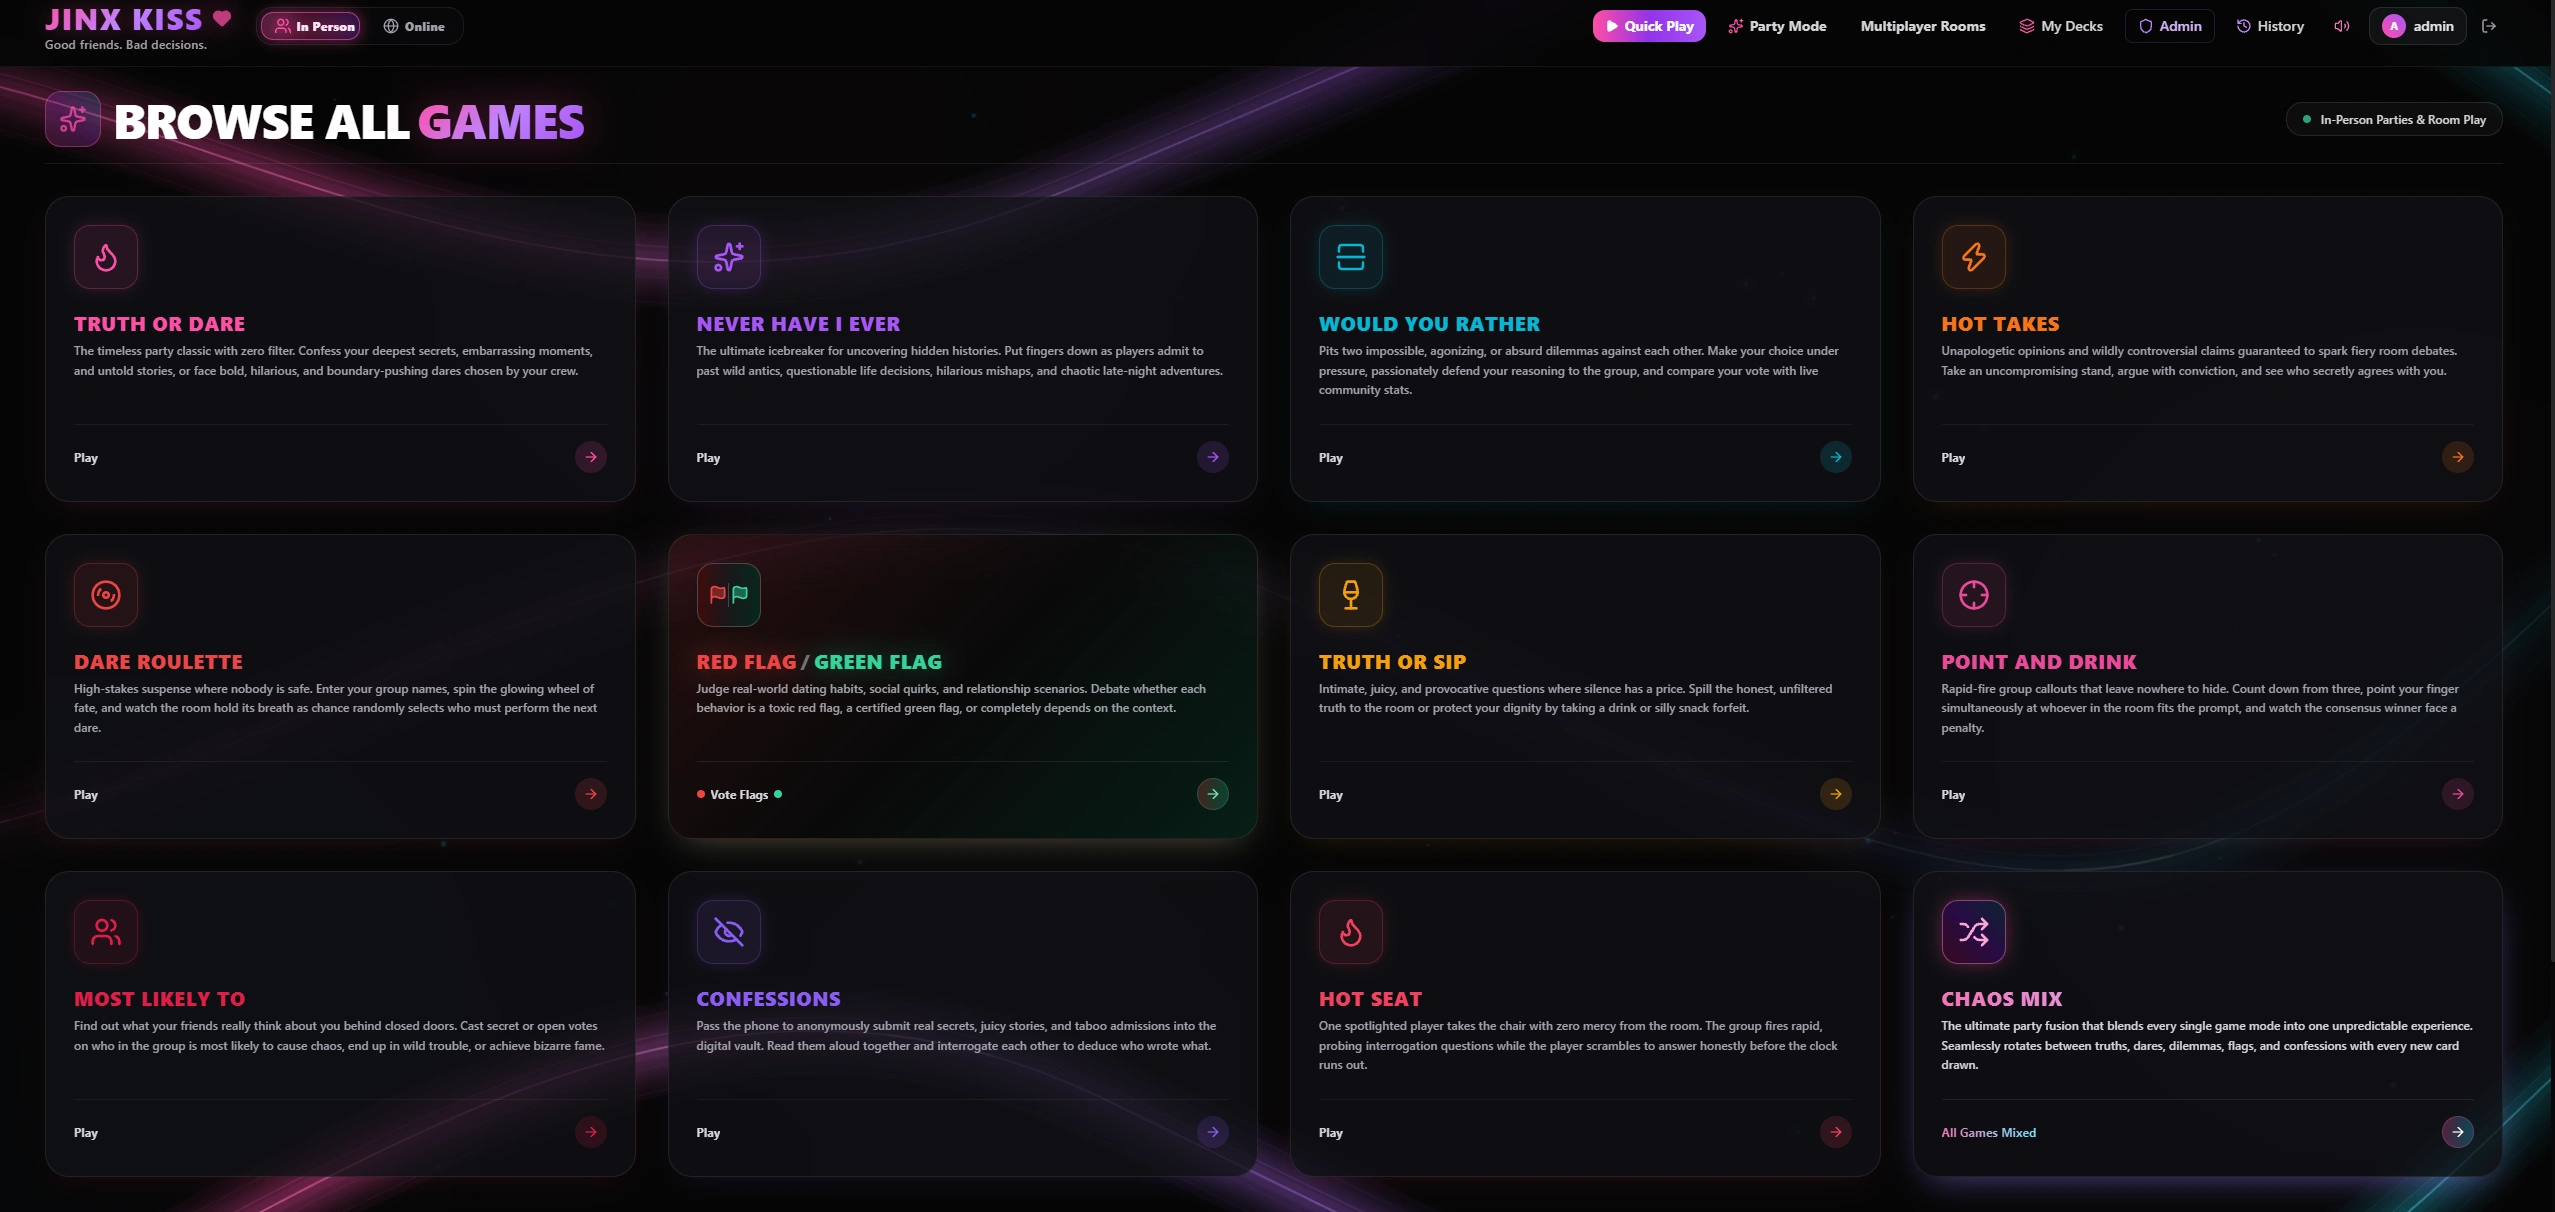 JINX KISS
Good friends. Bad decisions.
In Person
Online
Quick Play
Party Mode
Multiplayer Rooms
My Decks
Admin
History
A
admin
BROWSE ALL GAMES
In-Person Parties & Room Play
TRUTH OR DARE
The timeless party classic with zero filter. Confess your deepest secrets, embarrassing moments,
and untold stories, or face bold, hilarious, and boundary-pushing dares chosen by your crew.
Play
NEVER HAVE I EVER
The ultimate icebreaker for uncovering hidden histories. Put fingers down as players admit to
past wild antics, questionable life decisions, hilarious mishaps, and chaotic late-night adventures.
Play
WOULD YOU RATHER
Pits two impossible, agonizing, or absurd dilemmas against each other. Make your choice under
pressure, passionately defend your reasoning to the group, and compare your vote with live
community stats.
Play
HOT TAKES
Unapologetic opinions and wildly controversial claims guaranteed to spark fiery room debates.
Take an uncompromising stand, argue with conviction, and see who secretly agrees with you.
Play
DARE ROULETTE
High-stakes suspense where nobody is safe. Enter your group names, spin the glowing wheel of
fate, and watch the room hold its breath as chance randomly selects who must perform the next
dare.
Play
RED FLAG / GREEN FLAG
Judge real-world dating habits, social quirks, and relationship scenarios. Debate whether each
behavior is a toxic red flag, a certified green flag, or completely depends on the context.
Vote Flags
TRUTH OR SIP
Intimate, juicy, and provocative questions where silence has a price. Spill the honest, unfiltered
truth to the room or protect your dignity by taking a drink or silly snack forfeit.
Play
POINT AND DRINK
Rapid-fire group callouts that leave nowhere to hide. Count down from three, point your finger
simultaneously at whoever in the room fits the prompt, and watch the consensus winner face a
penalty.
Play
MOST LIKELY TO
Find out what your friends really think about you behind closed doors. Cast secret or open votes
on who in the group is most likely to cause chaos, end up in wild trouble, or achieve bizarre fame.
Play
CONFESSIONS
Pass the phone to anonymously submit real secrets, juicy stories, and taboo admissions into the
digital vault. Read them aloud together and interrogate each other to deduce who wrote what.
Play
HOT SEAT
One spotlighted player takes the chair with zero mercy from the room. The group fires rapid,
probing interrogation questions while the player scrambles to answer honestly before the clock
runs out.
Play
CHAOS MIX
The ultimate party fusion that blends every single game mode into one unpredictable experience.
Seamlessly rotates between truths, dares, dilemmas, flags, and confessions with every new card
drawn.
All Games Mixed